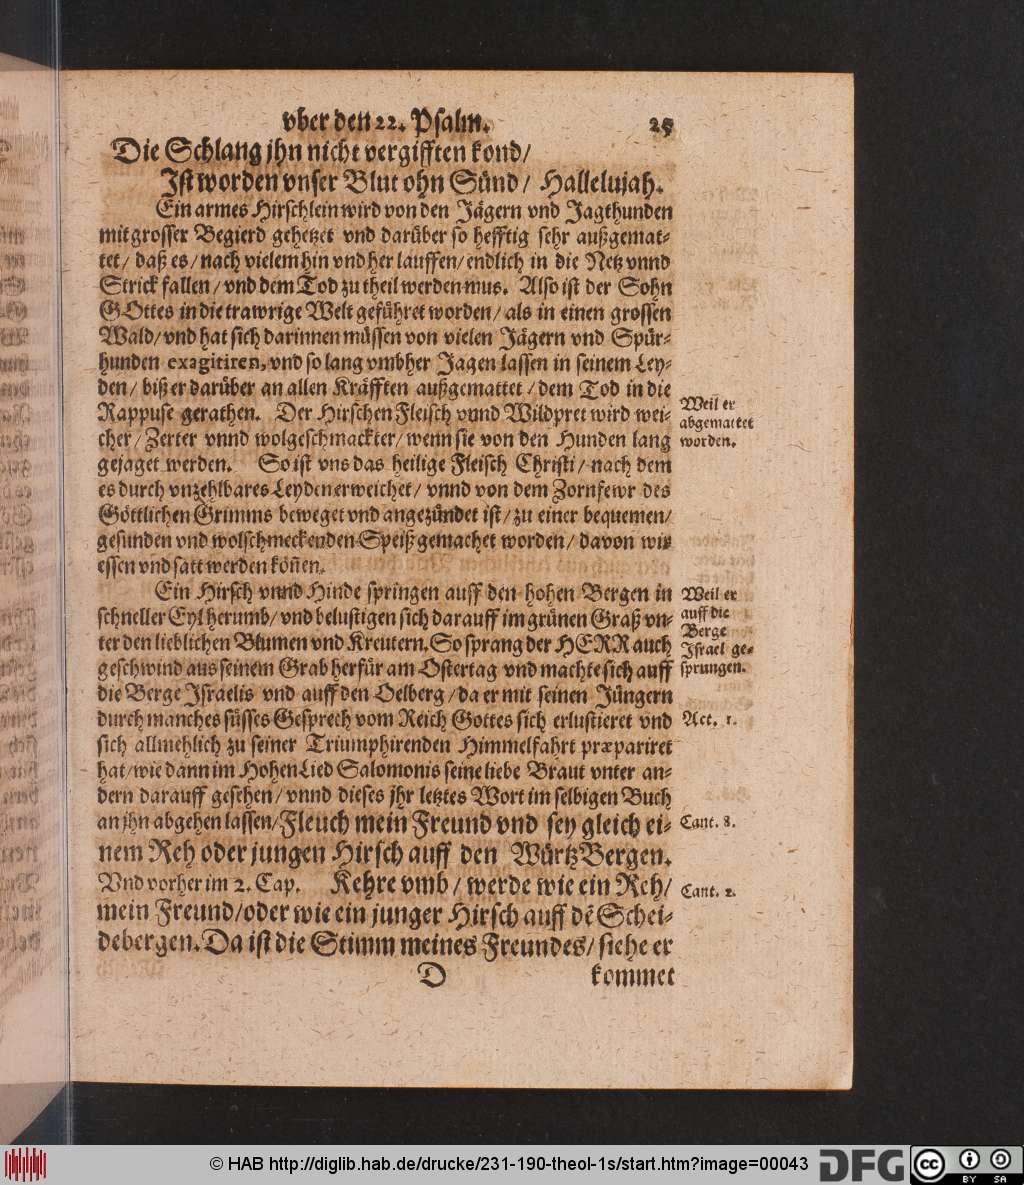 vber den 22. Psalm. 25
Die Schlang jhn nicht vergifften kond/
Ist worden vnser Blut ohn Sünd/ Hallelujah.
Ein armes Hirschlein wird von den Jägern vnd Jagthunden
mit grosser Begierd gehetzet vnd darüber so hefftig sehr außgemat-
tet/ daß es/ nach vielem hin vnd her lauffen/ endlich in die Netz vnnd
Strick fallen/ vnd dem Tod zu theil werden mus. Also ist der Sohn
GOttes in die trawrige Welt geführet worden/ als in einen grossen
Wald/ vnd hat sich darinnen müssen von vielen Jägern vnd Spür-
hunden exagitiren, vnd so lang vmbher Jagen lassen in seinem Ley-
den/ biß er darüber an allen Kräfften außgemattet/ dem Tod in die
Rappuse gerathen. Der Hirschen Fleisch vnnd Wildpret wird wei-
cher/ Zerter vnnd wolgeschmackter/ wenn sie von den Hunden lang
gejaget werden. So ist vns das heilige Fleisch Christi/ nach dem
es durch vnzehlbares Leyden erweichet/ vnnd von dem Zornfewr des
Göttlichen Grimms beweget vnd angezündet ist/ zu einer bequemen/
gesunden vnd wolschmeckenden Speiß gemachet worden/ davon wir
essen vnd satt werden köñen.
Weil er
abgemattet
worden.
Ein Hirsch vnnd Hinde springen auff den hohen Bergen in
schneller Eyl herumb/ vnd belustigen sich darauff im grünen Graß vn-
ter den lieblichen Blumen vnd Kreutern. So sprang der HERR auch
geschwind aus seinem Grab herfür am Ostertag vnd machte sich auff
die Berge Israelis vnd auff den Oelberg/ da er mit seinen Jüngern
durch manches süsses Gesprech vom Reich Gottes sich erlustieret vnd
sich allmehlich zu seiner Triumphirenden Himmelfahrt præpariret
hat/ wie dann im Hohen Lied Salomonis seine liebe Braut vnter an-
dern darauff gesehen/ vnnd dieses jhr letztes Wort im selbigen Buch
an jhn abgehen lassen/ Fleuch mein Freund vnd sey gleich ei-
nem Reh oder jungen Hirsch auff den WürtzBergen.
Vnd vorher im 2. Cap. Kehre vmb/ werde wie ein Reh/
mein Freund/ oder wie ein junger Hirsch auff dẽ Schei-
debergen. Da ist die Stimm meines Freundes/ siehe er
Weil er
auff die
Berge
Israel ge-
sprungen.
Act. 1.
Cant. 8.
Cant. 2.
D kommet
© HAB http://diglib.hab.de/drucke/231-190-theol-1s/start.htm?image=00043
DFG
cc BY SA